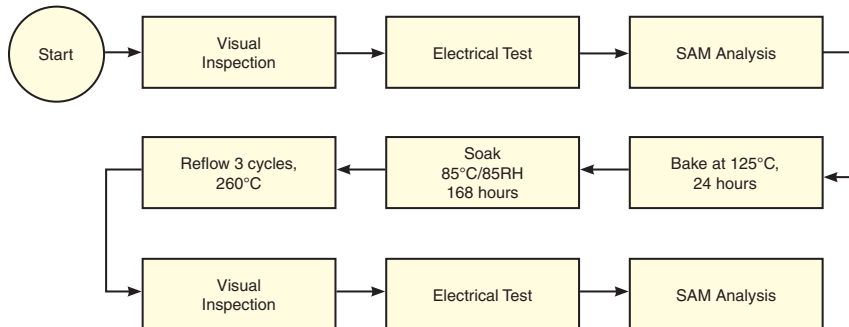 Start
Visual
Inspection
Electrical Test
SAM Analysis
Bake at 125°C,
24 hours
Soak
85°C/85RH
168 hours
Reflow 3 cycles,
260°C
Visual
Inspection
Electrical Test
SAM Analysis